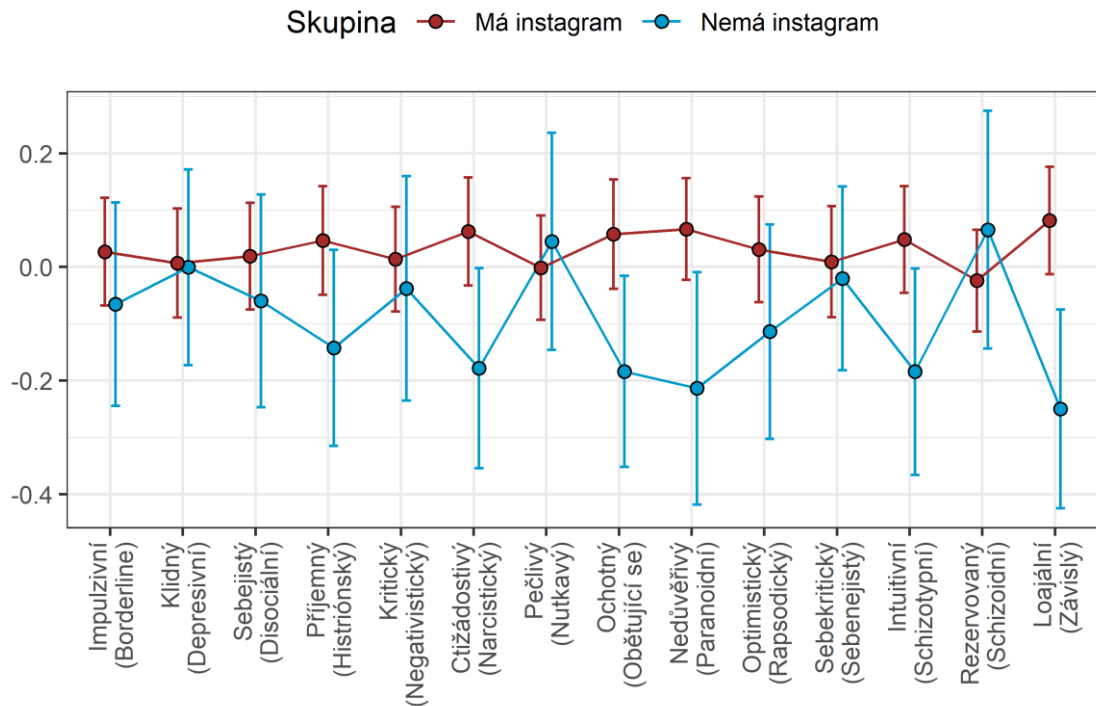 Skupina Má instagram Nemá instagram
0.2
0.0
-0.2
-0.4
Impulzivní
(Borderline)
Klidný
(Depresivní)
Sebejistý
(Disociální)
Příjemný
(Histriónský)
Kritický
(Negativistický)
Ctižádostivý
(Narcistický)
Pečlivý
(Nutkavý)
Ochotný
(Obětující se)
Nedůvěřivý
(Paranoidní)
Optimistický
(Rapsodický)
Sebekritický
(Sebenejistý)
Intuitivní
(Schizotypní)
Rezervovaný
(Schizoidní)
Loajální
(Závislý)